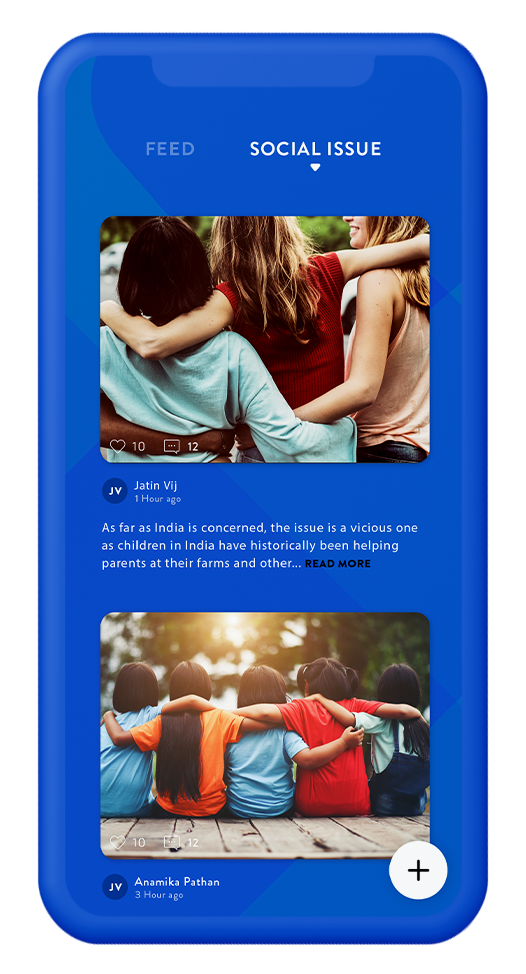 FEED
SOCIAL ISSUE
10
12
JV
Jatin Vij
1 Hour ago
As far as India is concerned, the issue is a vicious one
as children in India have historically been helping
parents at their farms and other... READ MORE
10
12
JV
Anamika Pathan
3 Hour ago